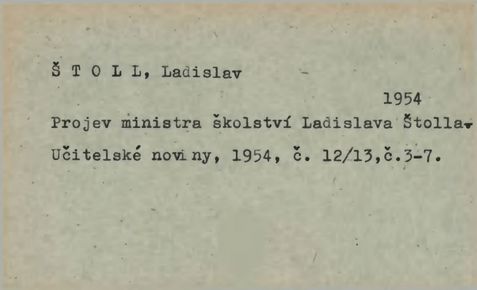 Š T O L L, Ladislav
1954
Projev ministra školství Ladislava Štolla.
Učitelské noviny, 1954, č. 12/13,č.3-7.